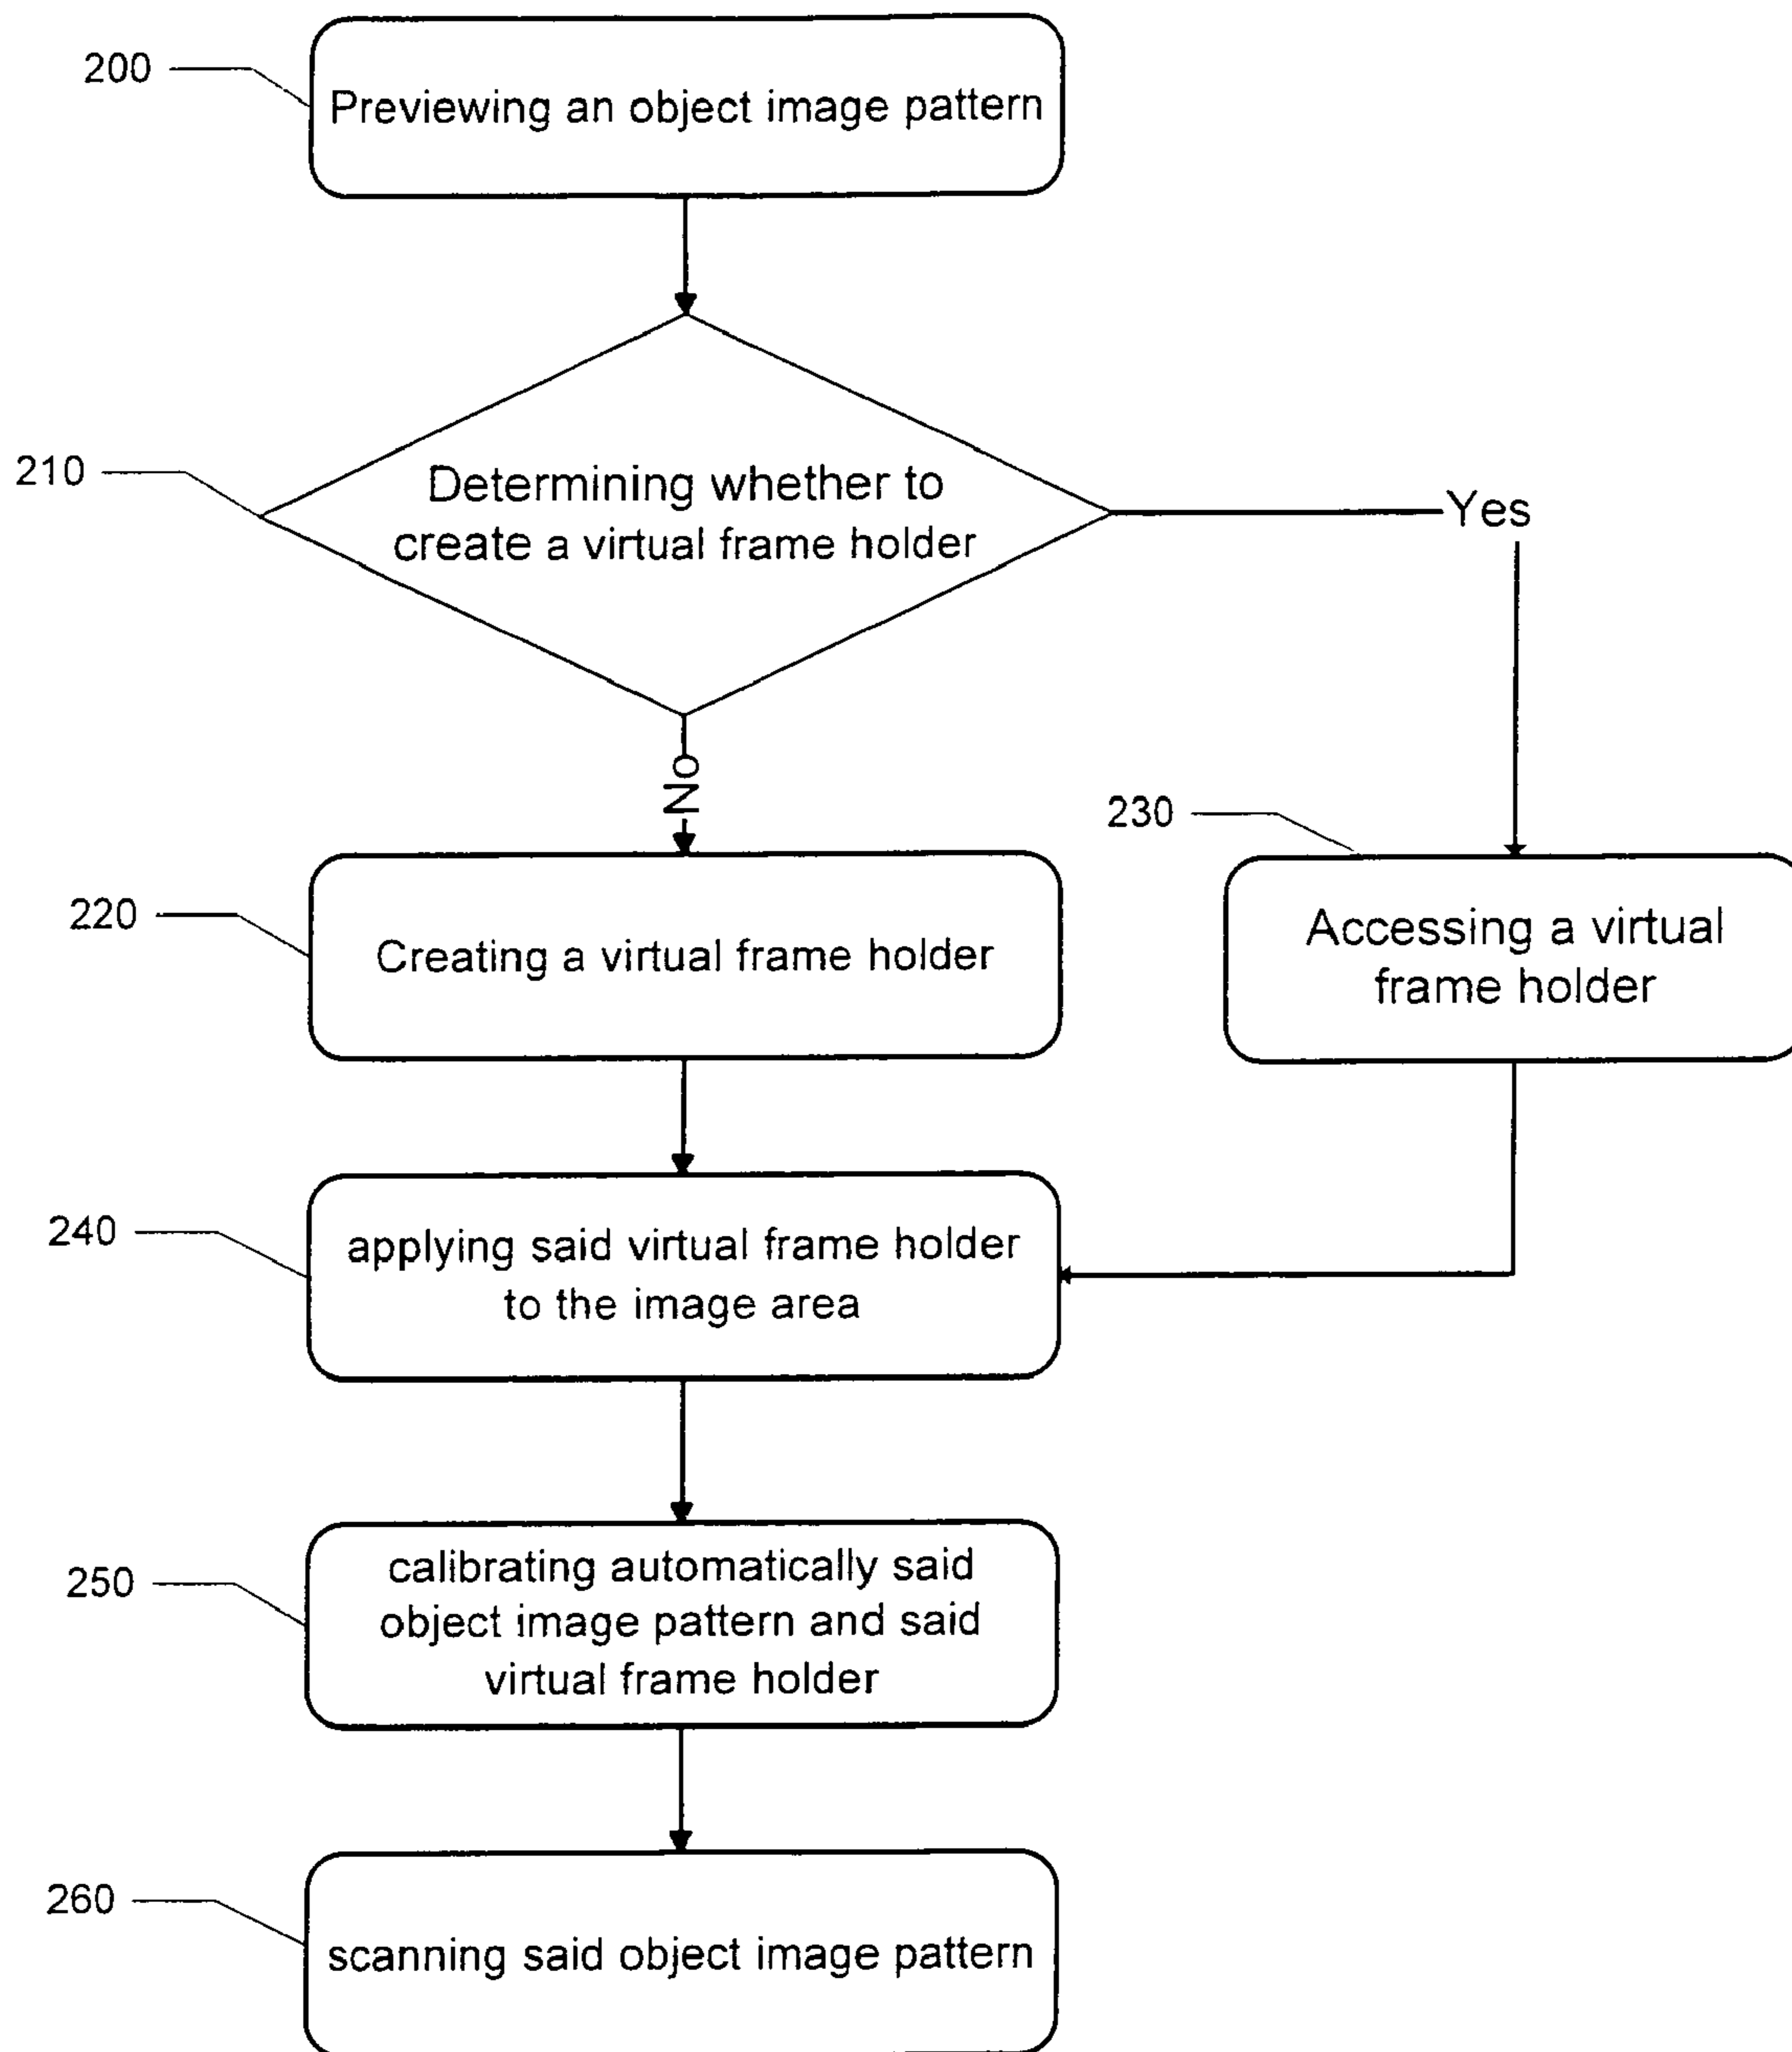 200
Previewing an object image pattern
210
Determining whether to
create a virtual frame holder
Yes
No
230
220
Creating a virtual frame holder
Accessing a virtual
frame holder
240
applying said virtual frame holder
to the image area
250
calibrating automatically said
object image pattern and said
virtual frame holder
260
scanning said object image pattern